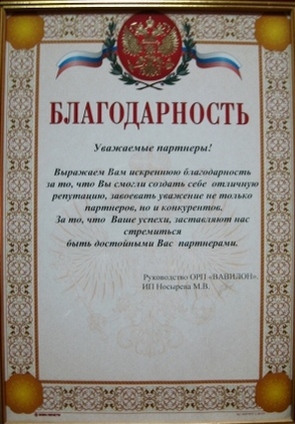 БЛАГОДАРНОСТЬ
Уважаемые партнеры!
Выражаем Вам искреннюю благодарность
за то, что Вы смогли создать себе отличную
репутацию, завоевать уважение не только
партнеров, но и конкурентов.
За то, что Ваше успехи, заставляют нас
стремиться
быть достойными Вас партнерами.
Руководство ОРП «ВАВИЛОН».
ИП Носырева М.В.